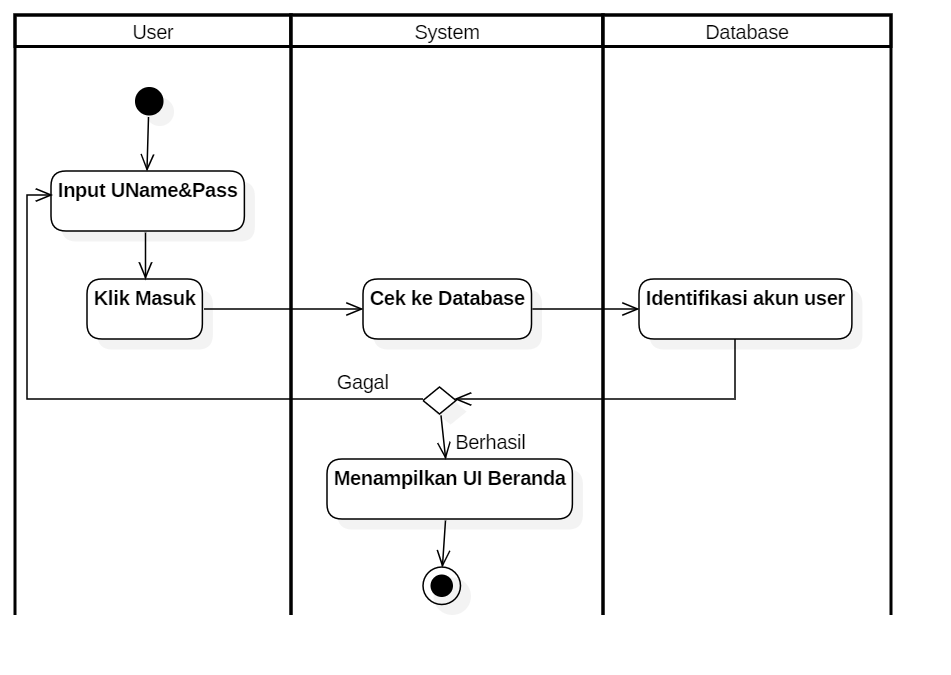 User
System
Database
Input UName&Pass
Klik Masuk
Cek ke Database
Identifikasi akun user
Gagal
Berhasil
Menampilkan UI Beranda